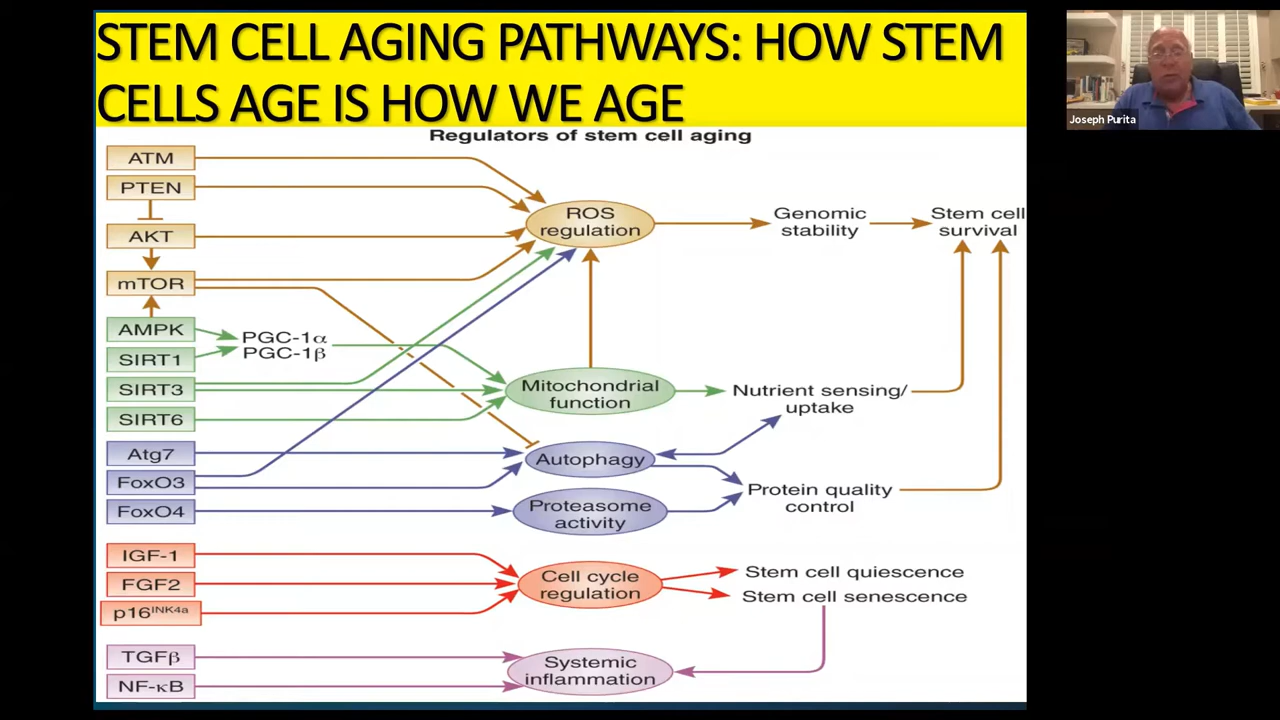 STEM CELL AGING PATHWAYS: HOW STEM
CELLS AGE IS HOW WE AGE
Joseph Purita
Regulators of stem cell aging
ATM
PTEN
AKT
mTOR
AMPK
SIRT1
SIRT3
SIRT6
Atg7
FoxO3
FoxO4
IGF-1
FGF2
p16INK4a
TGFβ
NF-κB
PGC-1α
PGC-1β
ROS
regulation
Mitochondrial
function
Autophagy
Proteasome
activity
Cell cycle
regulation
Systemic
inflammation
Genomic
stability
Stem cell
survival
Nutrient sensing/
uptake
Protein quality
control
Stem cell quiescence
Stem cell senescence